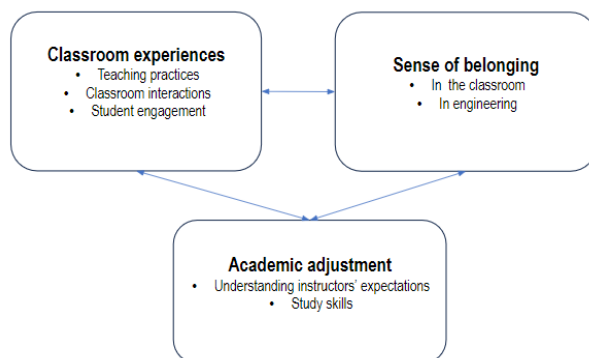 Classroom experiences
• Teaching practices
• Classroom interactions
• Student engagement
Sense of belonging
• In the classroom
• In engineering
Academic adjustment
• Understanding instructors' expectations
• Study skills